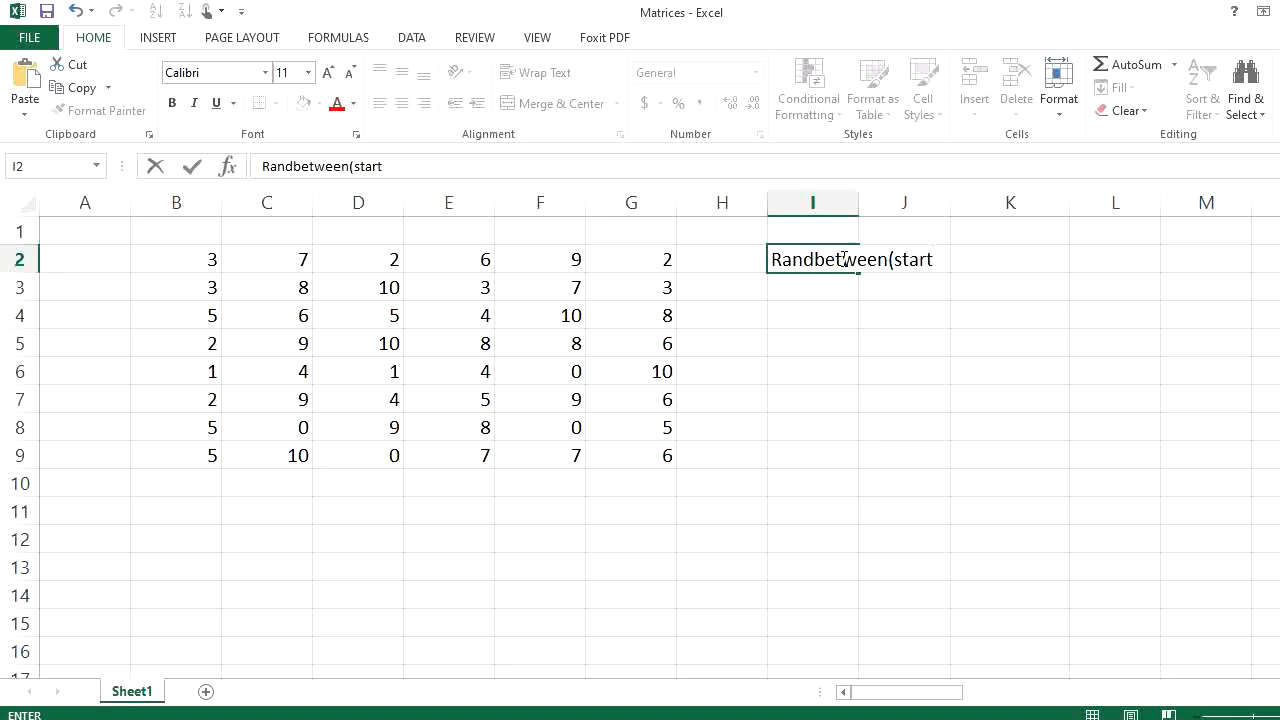 Matrices - Excel
?
FILE HOME INSERT PAGE LAYOUT FORMULAS DATA REVIEW VIEW Foxit PDF
Paste
Cut
Copy
Format Painter
Clipboard
Calibri 11
B I U
Font
Wrap Text
Merge & Center
Alignment
General
$ % ,
Number
Conditional Formatting
Format as Table
Cell Styles
Styles
Insert Delete Format
Cells
AutoSum
Fill
Clear
Sort & Filter
Find & Select
Editing
I2 fx Randbetween(start
A B C D E F G H I J K L M
1
2 3 7 2 6 9 2 Randbetween(start
3 3 8 10 3 7 3
4 5 6 5 4 10 8
5 2 9 10 8 8 6
6 1 4 1 4 0 10
7 2 9 4 5 9 6
8 5 0 9 8 0 5
9 5 10 0 7 7 6
10
11
12
13
14
15
16
17
Sheet1
ENTER